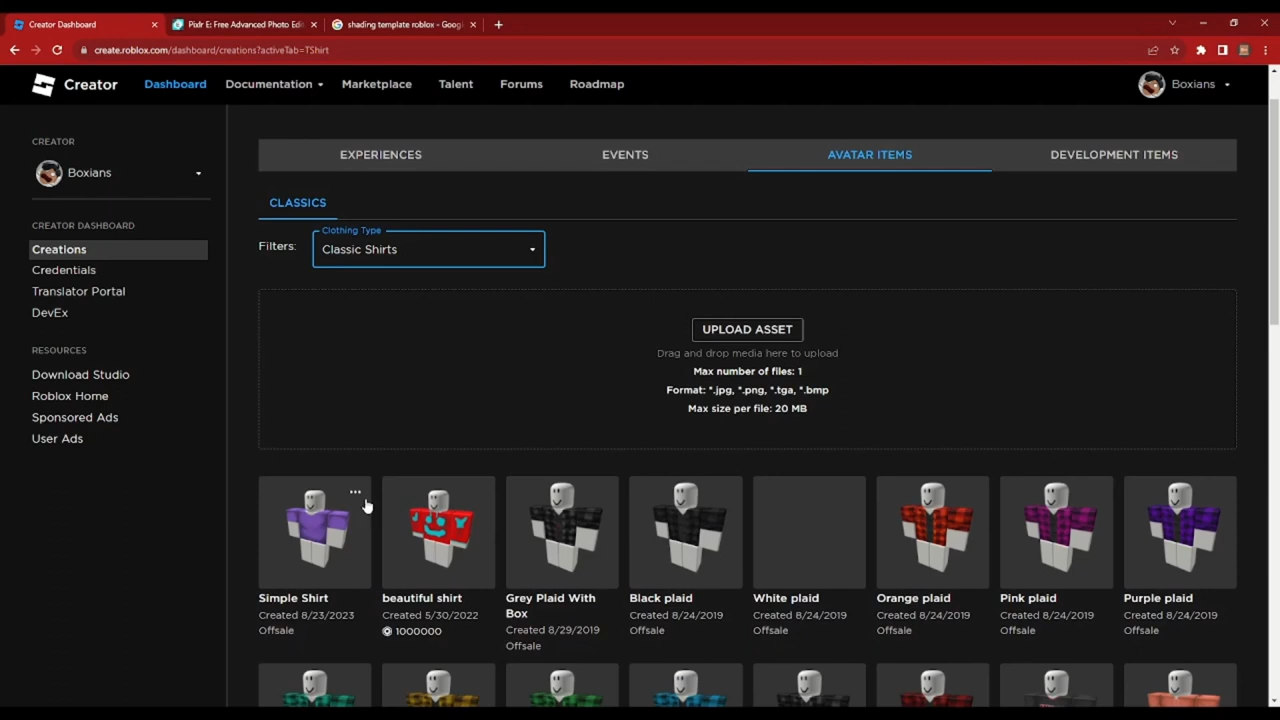 Creator Dashboard
Pixlr E: Free Advanced Photo Edi
shading template roblox - Googl
create.roblox.com/dashboard/creations?activeTab=TShirt
Creator
Dashboard
Documentation
Marketplace
Talent
Forums
Roadmap
Boxians
CREATOR
Boxians
CREATOR DASHBOARD
Creations
Credentials
Translator Portal
DevEx
RESOURCES
Download Studio
Roblox Home
Sponsored Ads
User Ads
EXPERIENCES
EVENTS
AVATAR ITEMS
DEVELOPMENT ITEMS
CLASSICS
Filters:
Clothing Type
Classic Shirts
UPLOAD ASSET
Drag and drop media here to upload
Max number of files: 1
Format: *.jpg, *.png, *.tga, *.bmp
Max size per file: 20 MB
Simple Shirt
Created 8/23/2023
Offsale
beautiful shirt
Created 5/30/2022
1000000
Grey Plaid With
Box
Created 8/29/2019
Offsale
Black plaid
Created 8/24/2019
Offsale
White plaid
Created 8/24/2019
Offsale
Orange plaid
Created 8/24/2019
Offsale
Pink plaid
Created 8/24/2019
Offsale
Purple plaid
Created 8/24/2019
Offsale